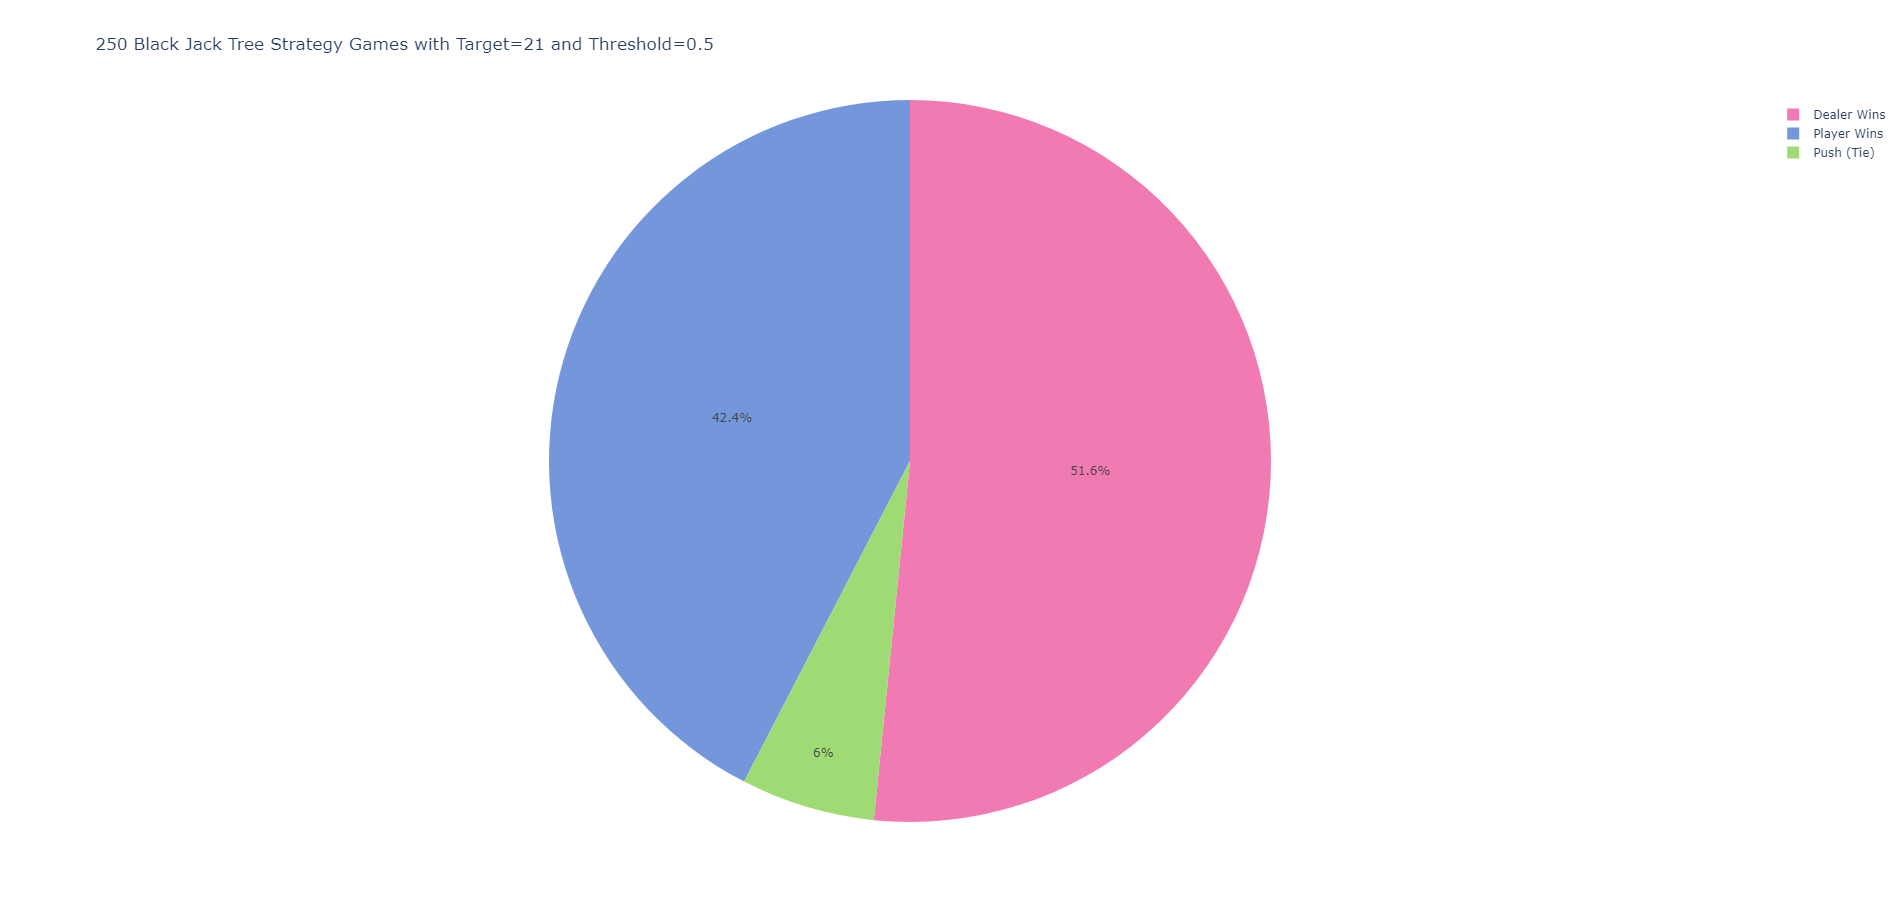 250 Black Jack Tree Strategy Games with Target=21 and Threshold=0.5
Dealer Wins
Player Wins
Push (Tie)
42.4%
51.6%
6%